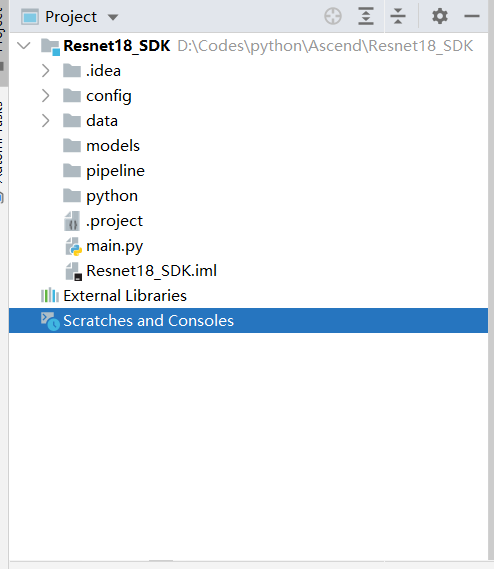 Project
Resnet18_SDK D:\Codes\python\Ascend\Resnet18_SDK
.idea
config
data
models
pipeline
python
.project
main.py
Resnet18_SDK.iml
External Libraries
Scratches and Consoles